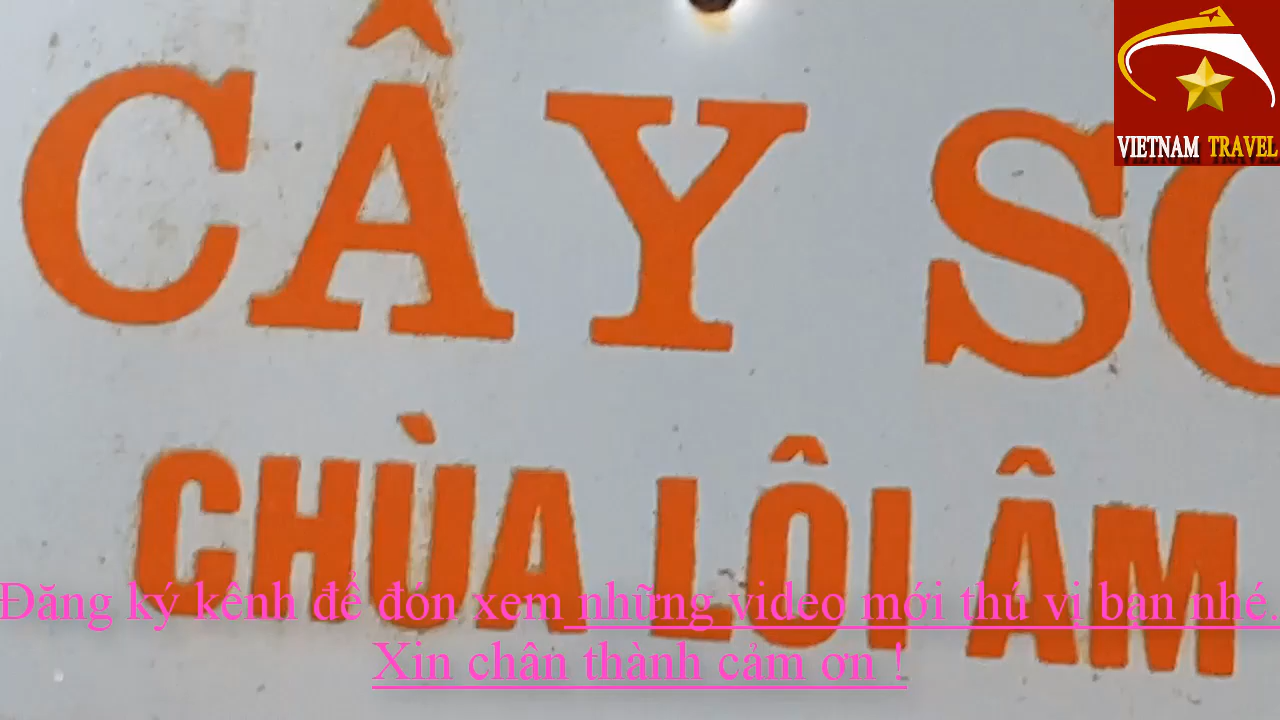 VIETNAM TRAVEL
CÂY S
CHÙA LÔI ÂM
Đăng ký kênh để đón xem những video mới thú vị bạn nhé.
Xin chân thành cảm ơn !